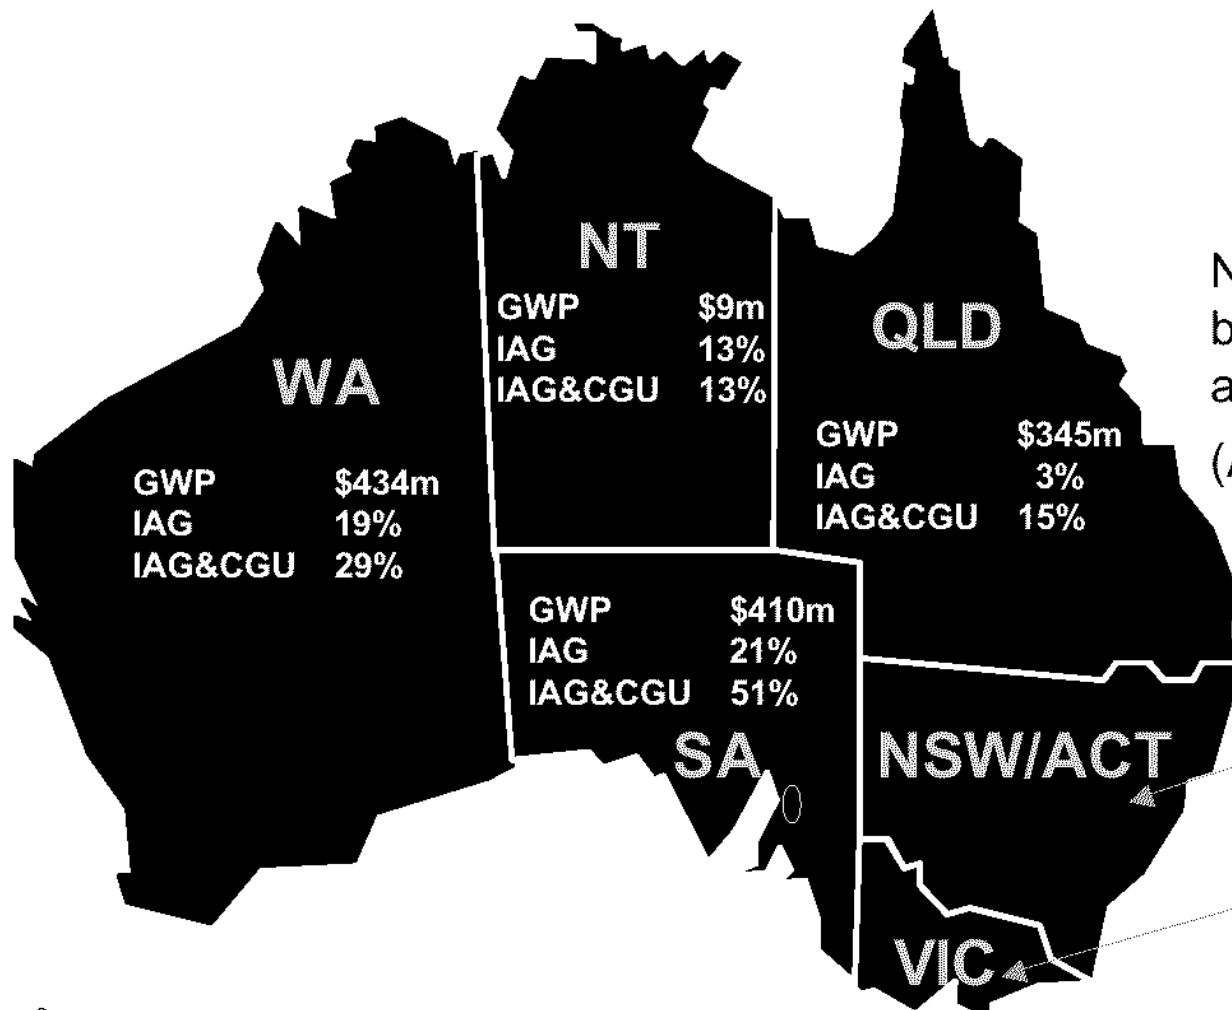 NT
GWP $9m
IAG 13%
IAG&CGU 13%
QLD
GWP $345m
IAG 3%
IAG&CGU 15%
WA
GWP $434m
IAG 19%
IAG&CGU 29%
GWP $410m
IAG 21%
IAG&CGU 51%
SA
NSW/ACT
VIC